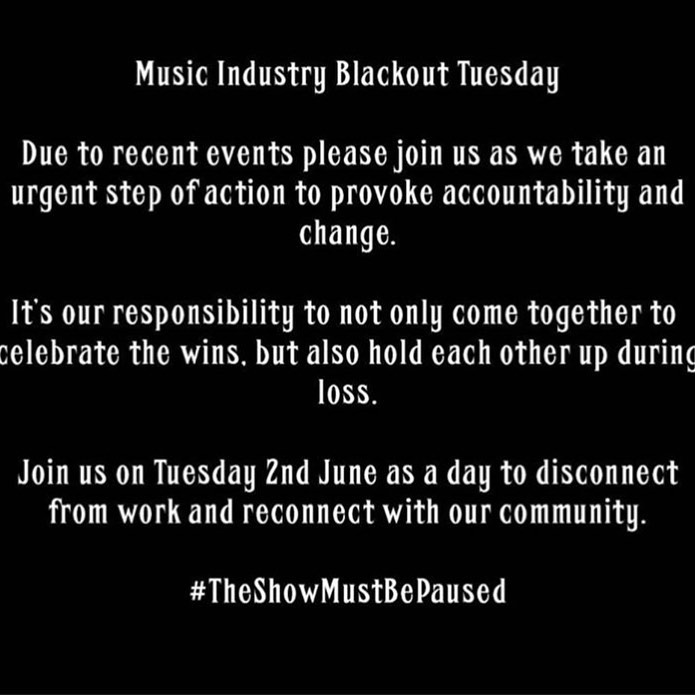 Music Industry Blackout Tuesday
Due to recent events please join us as we take an
urgent step of action to provoke accountability and
change.
It's our responsibility to not only come together to
celebrate the wins, but also hold each other up during
loss.
Join us on Tuesday 2nd June as a day to disconnect
from work and reconnect with our community.
#TheShowMustBePaused